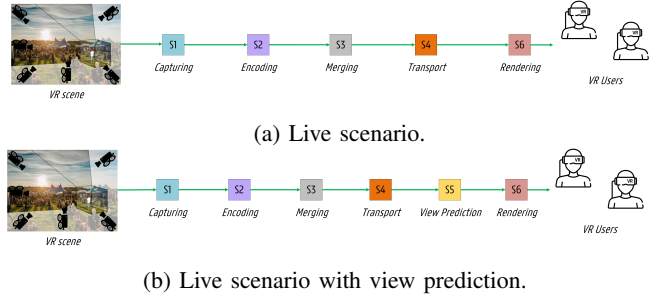 S1 S2 S3 S4 S6
Capturing Encoding Merging Transport Rendering
VR scene VR Users
(a) Live scenario.
VR
S1 S2 S3 S4 S5 S6
Capturing Encoding Merging Transport View Prediction Rendering
VR scene VR Users
(b) Live scenario with view prediction.